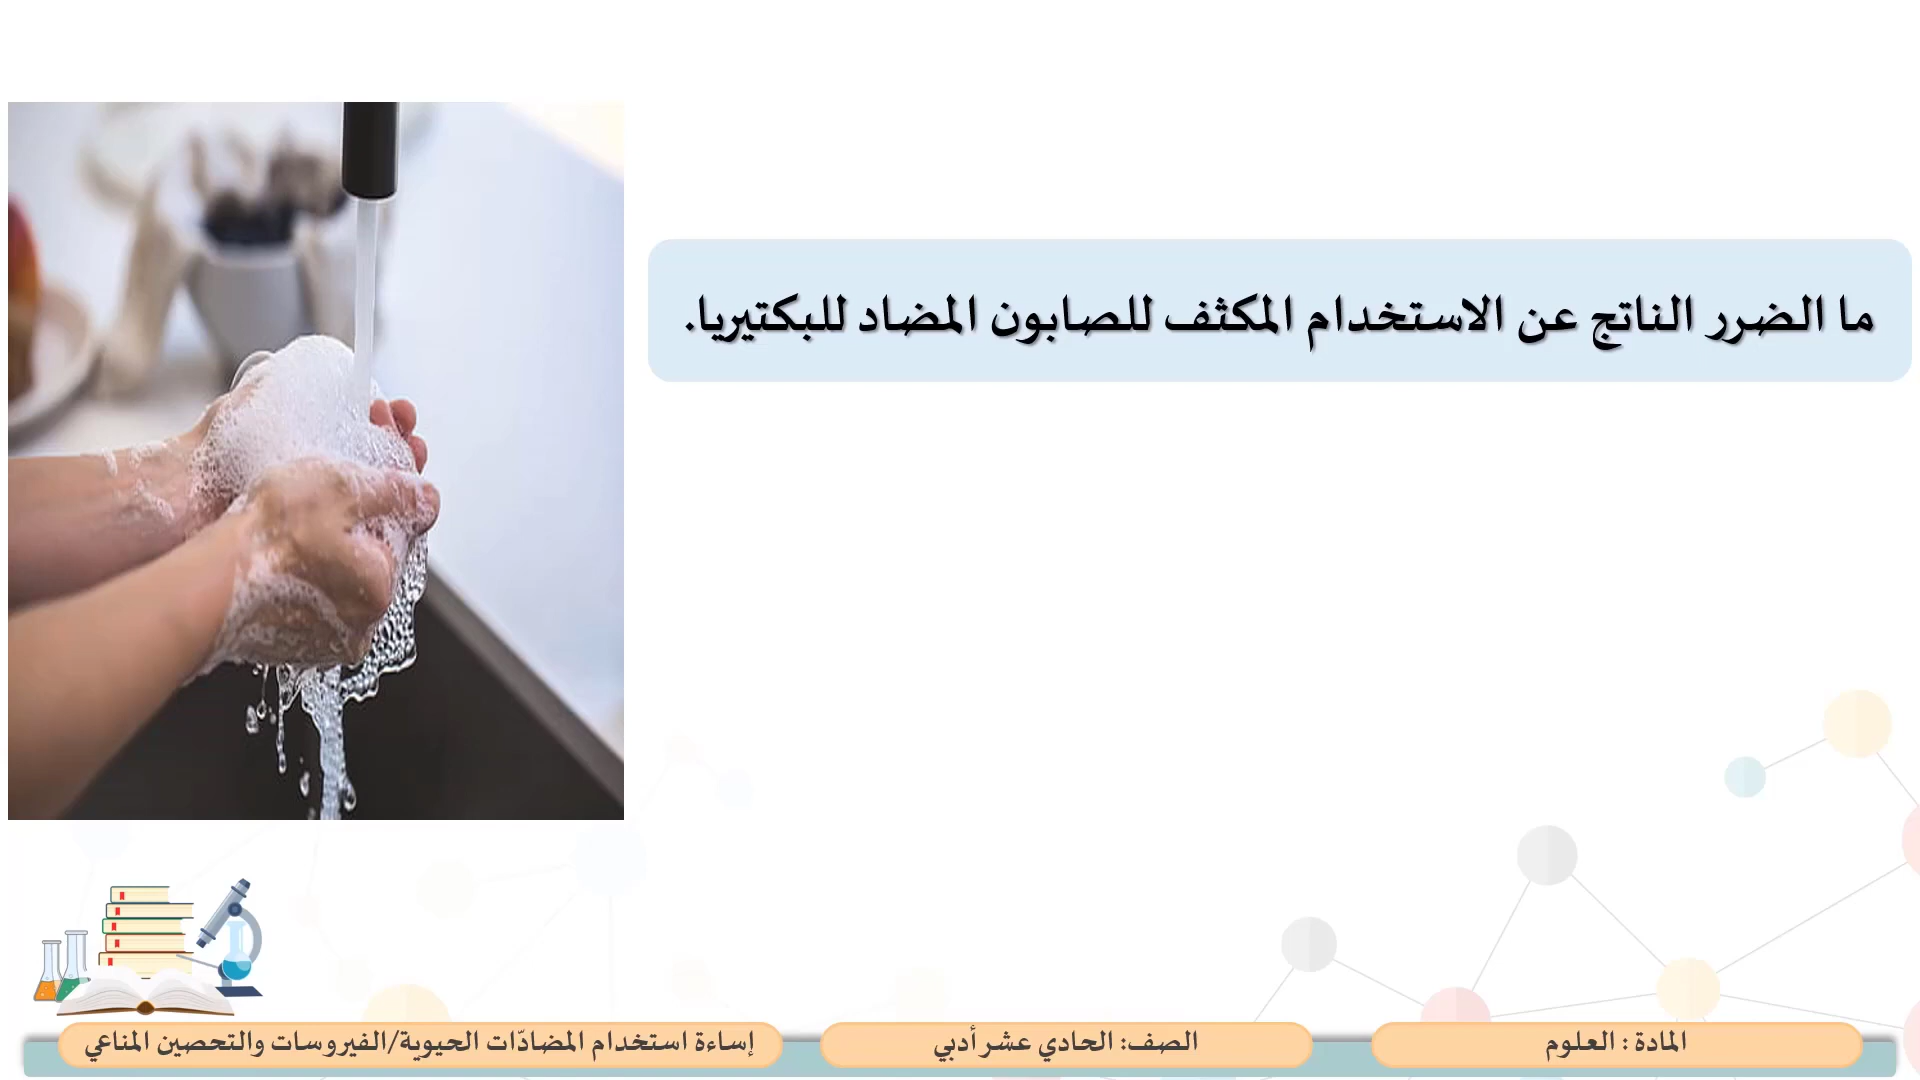 ما الضرر الناتج عن الاستخدام المكثف للصابون المضاد للبكتيريا.
المادة : العلوم
الصف: الحادي عشر أدبي
إساءة استخدام المضادّات الحيوية/الفيروسات والتحصين المناعي